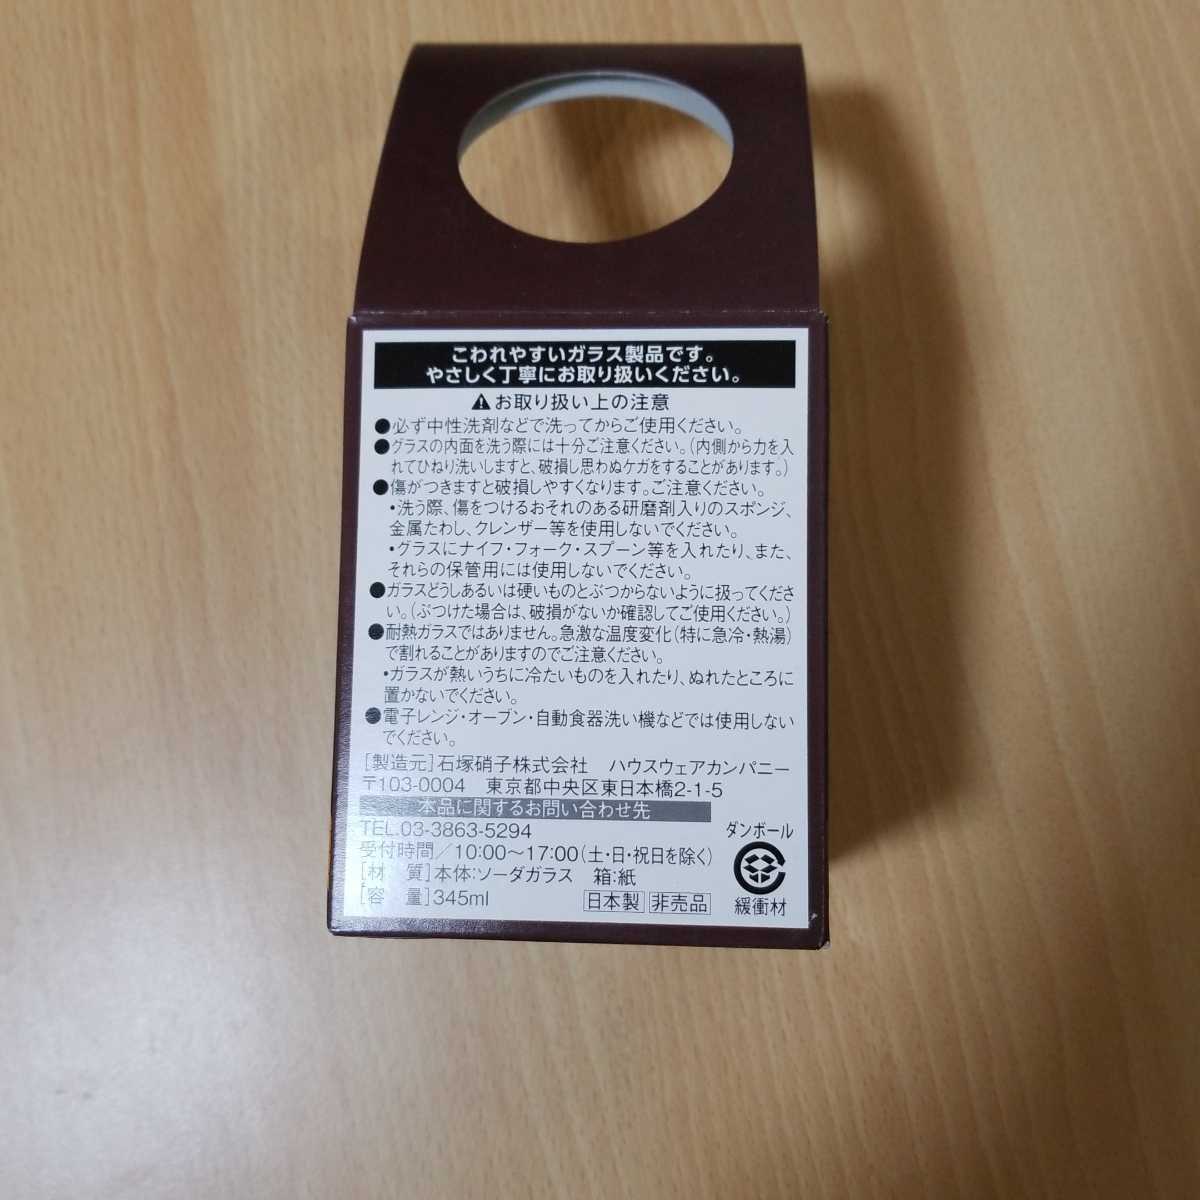 こわれやすいガラス製品です。
やさしく丁寧にお取り扱いください。
⚠お取り扱い上の注意
●必ず中性洗剤などで洗ってからご使用ください。
●グラスの内面を洗う際には十分ご注意ください。(内側から力を入
れてひねり洗いしますと、破損し思わぬケガをすることがあります。)
●傷がつきますと破損しやすくなります。ご注意ください。
・洗う際、傷をつけるおそれのある研磨剤入りのスポンジ、
金属たわし、クレンザー等を使用しないでください。
・グラスにナイフ・フォーク・スプーン等を入れたり、また、
それらの保管用には使用しないでください。
●ガラスどうしあるいは硬いものとぶつからないように扱ってくださ
い。(ぶつけた場合は、破損がないか確認してご使用ください。)
●耐熱ガラスではありません。急激な温度変化(特に急冷・熱湯)
で割れることがありますのでご注意ください。
・ガラスが熱いうちに冷たいものを入れたり、ぬれたところに
置かないでください。
●電子レンジ・オーブン・自動食器洗い機などでは使用しない
でください。
[製造元]石塚硝子株式会社 ハウスウェアカンパニー
〒103-0004 東京都中央区東日本橋2-1-5
本品に関するお問い合わせ先
TEL.03-3863-5294
受付時間/10:00〜17:00(土・日・祝日を除く)
[材 質]本体:ソーダガラス 箱:紙
[容 量]345ml 日本製 非売品
ダンボール
緩衝材